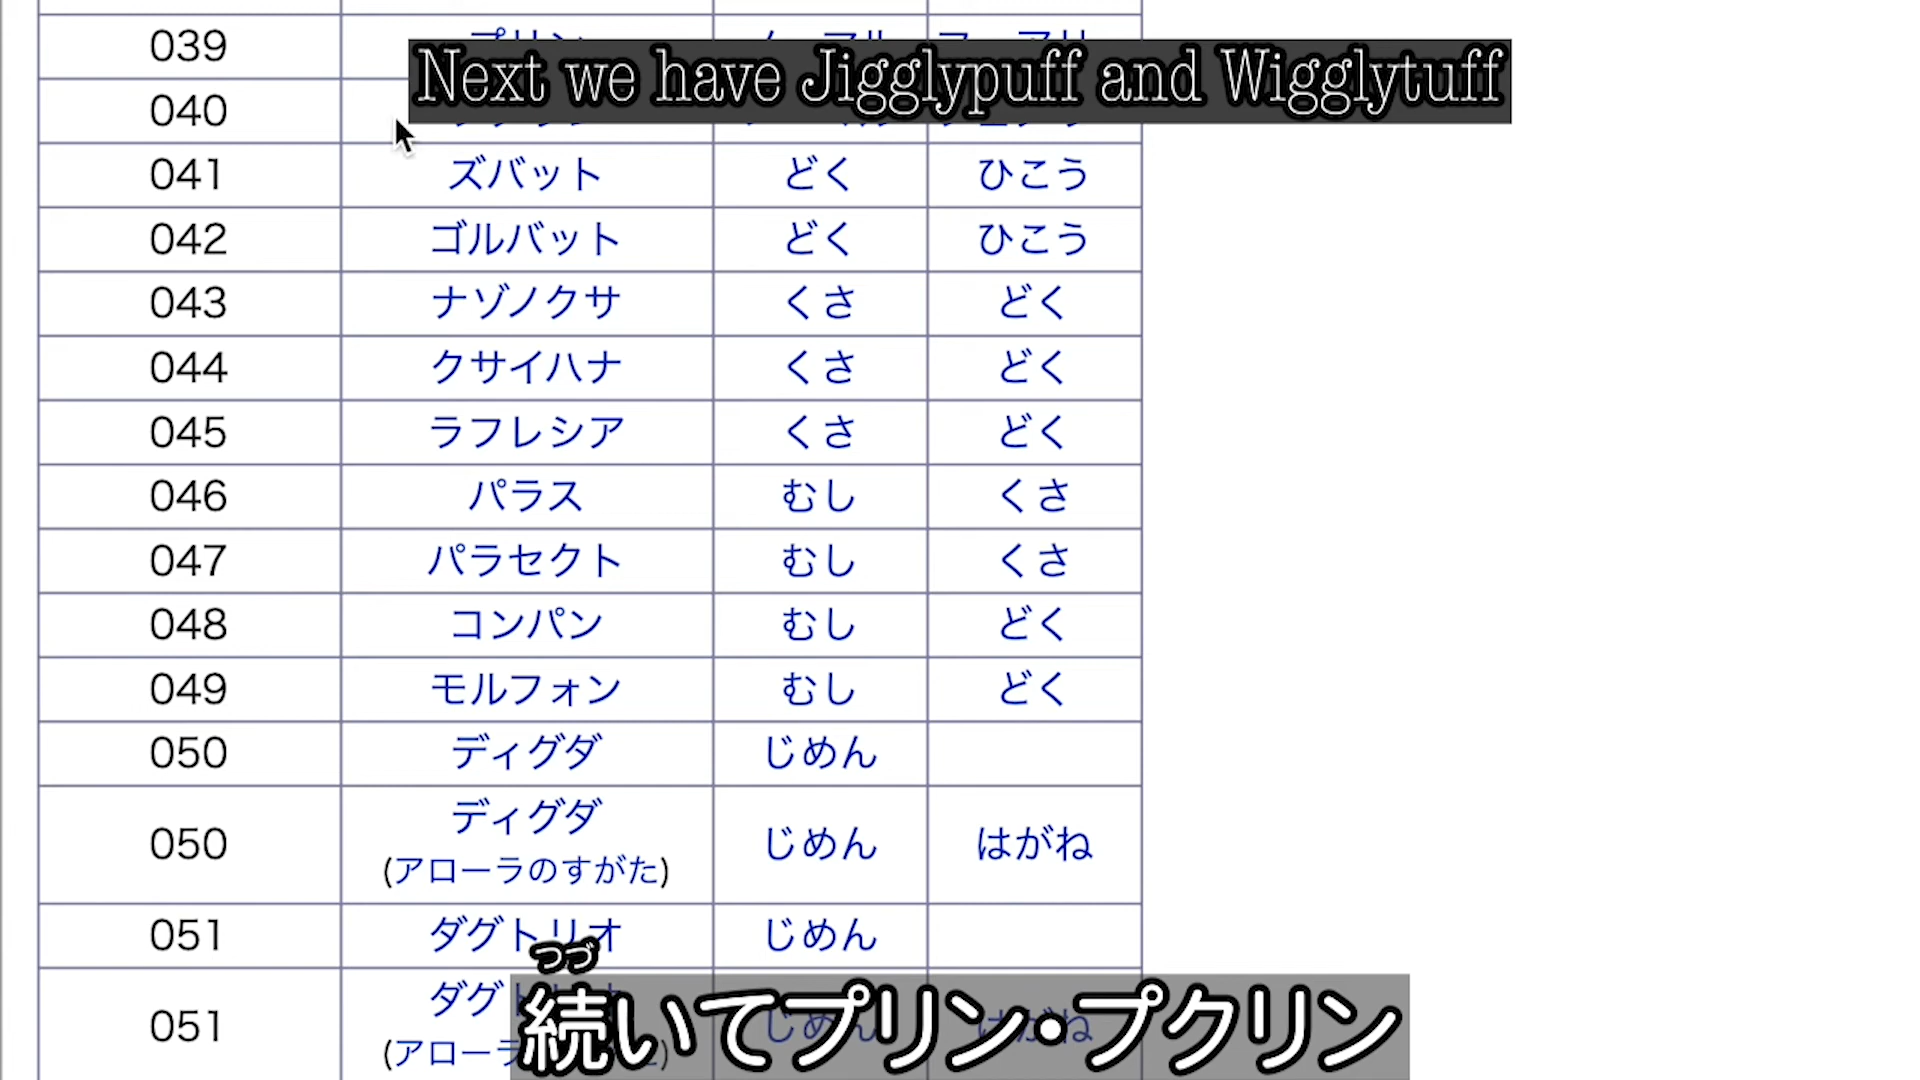 039
Next we have Jigglypuff and Wigglytuff
040
041 ズバット どく ひこう
042 ゴルバット どく ひこう
043 ナゾノクサ くさ どく
044 クサイハナ くさ どく
045 ラフレシア くさ どく
046 パラス むし くさ
047 パラセクト むし くさ
048 コンパン むし どく
049 モルフォン むし どく
050 ディグダ じめん
050 ディグダ じめん はがね
(アローラのすがた)
051 ダグトリオ じめん
051
つづ
続いてプリン・プクリン